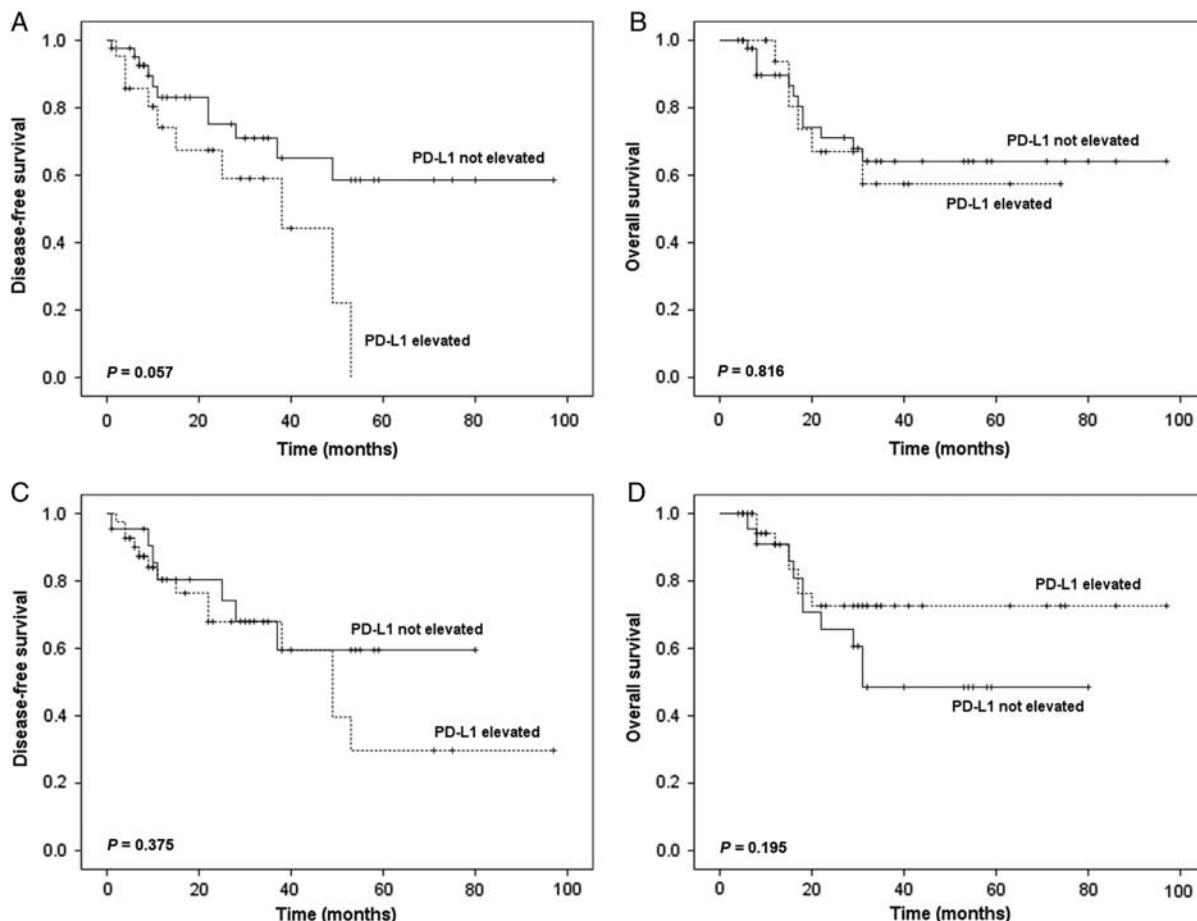 A
Disease-free survival
1.0
0.8
0.6
0.4
0.2
0.0
PD-L1 not elevated
PD-L1 elevated
P = 0.057
0 20 40 60 80 100
Time (months)
B
Overall survival
1.0
0.8
0.6
0.4
0.2
0.0
PD-L1 not elevated
PD-L1 elevated
P = 0.816
0 20 40 60 80 100
Time (months)
C
Disease-free survival
1.0
0.8
0.6
0.4
0.2
0.0
PD-L1 not elevated
PD-L1 elevated
P = 0.375
0 20 40 60 80 100
Time (months)
D
Overall survival
1.0
0.8
0.6
0.4
0.2
0.0
PD-L1 elevated
PD-L1 not elevated
P = 0.195
0 20 40 60 80 100
Time (months)